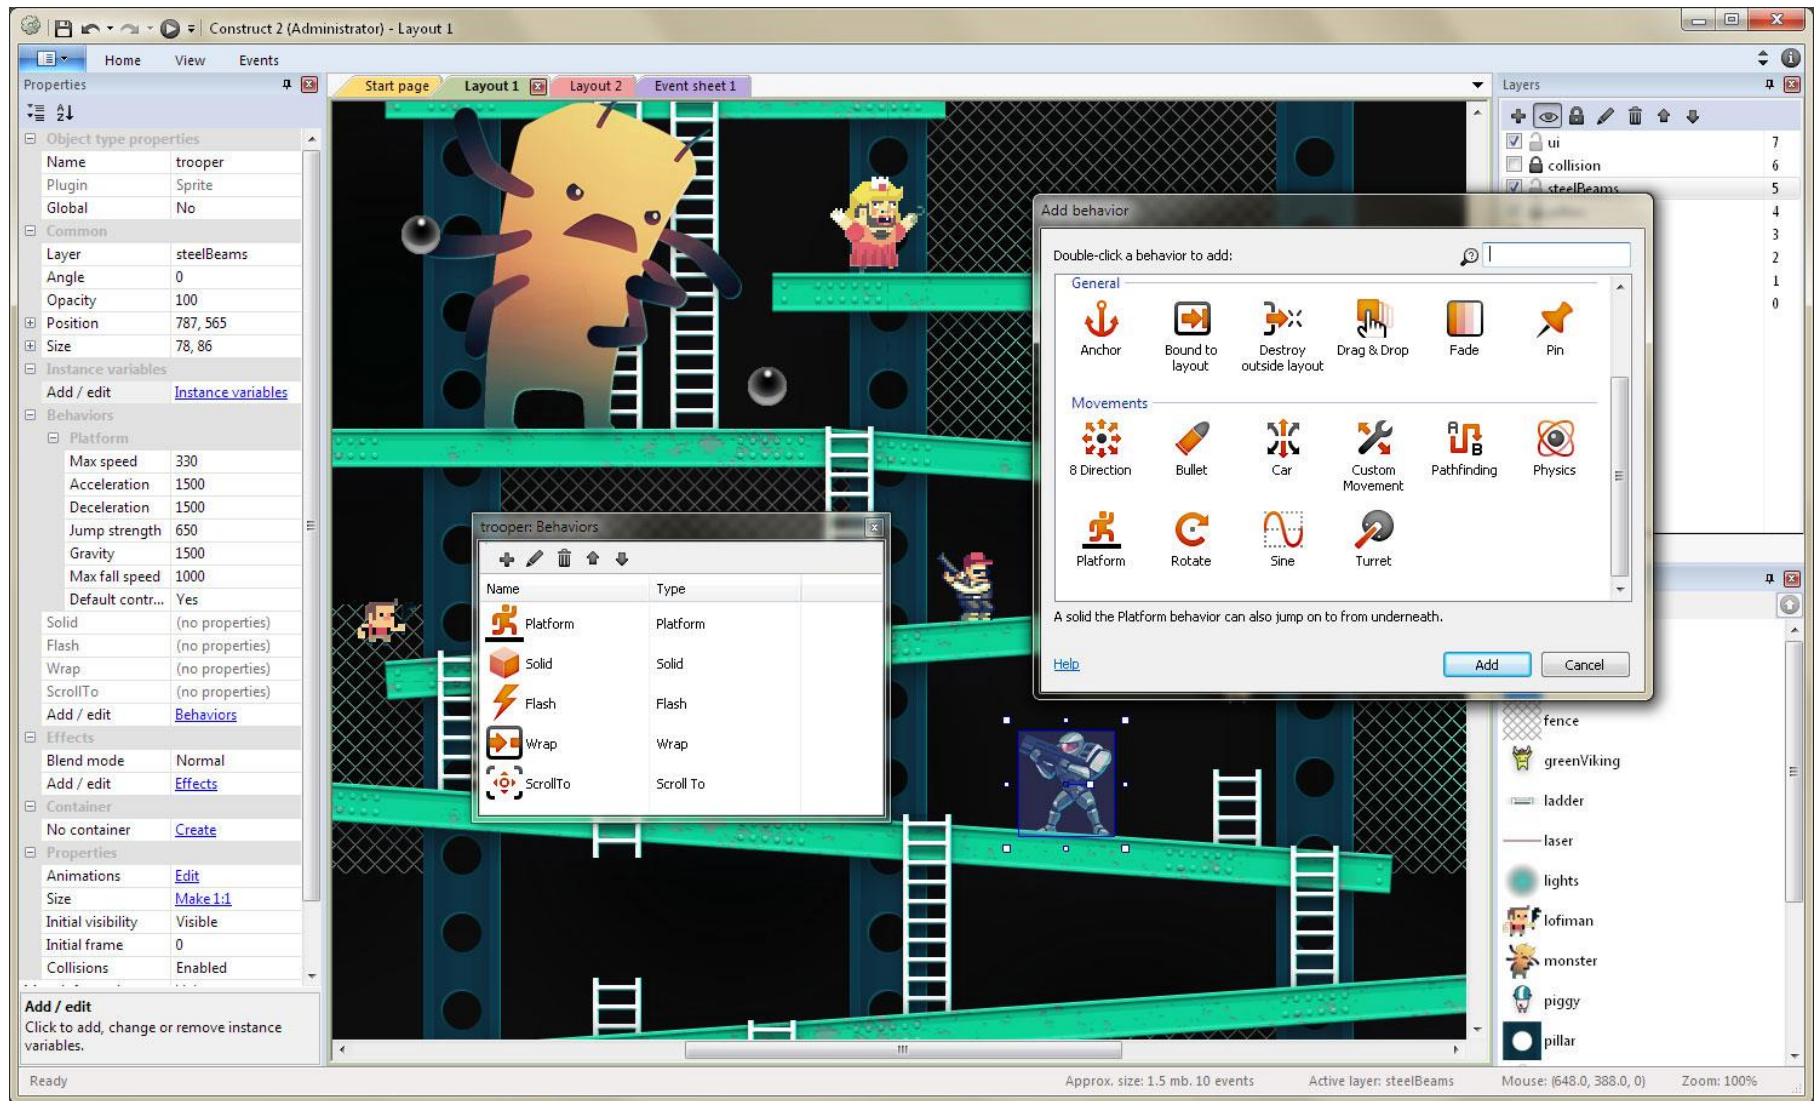 Construct 2 (Administrator) - Layout 1
Home View Events
Properties
Object type properties
Name trooper
Plugin Sprite
Global No
Common
Layer steelBeams
Angle 0
Opacity 100
Position 787, 565
Size 78, 86
Instance variables
Add / edit Instance variables
Behaviors
Platform
Max speed 330
Acceleration 1500
Deceleration 1500
Jump strength 650
Gravity 1500
Max fall speed 1000
Default contr... Yes
Solid (no properties)
Flash (no properties)
Wrap (no properties)
ScrollTo (no properties)
Add / edit Behaviors
Effects
Blend mode Normal
Add / edit Effects
Container
No container Create
Properties
Animations Edit
Size Make 1:1
Initial visibility Visible
Initial frame 0
Collisions Enabled
Add / edit
Click to add, change or remove instance
variables.
Start page Layout 1 Layout 2 Event sheet 1
trooper: Behaviors
Name Type
Platform Platform
Solid Solid
Flash Flash
Wrap Wrap
ScrollTo Scroll To
Add behavior
Double-click a behavior to add:
General
Anchor Bound to layout Destroy outside layout Drag & Drop Fade Pin
Movements
8 Direction Bullet Car Custom Movement Pathfinding Physics
Platform Rotate Sine Turret
A solid the Platform behavior can also jump on to from underneath.
Help Add Cancel
Layers
ui 7
collision 6
steelBeams 5
4
3
2
1
0
fence
greenViking
ladder
laser
lights
lofiman
monster
piggy
pillar
Ready Approx. size: 1.5 mb. 10 events Active layer: steelBeams Mouse: (648.0, 388.0, 0) Zoom: 100%